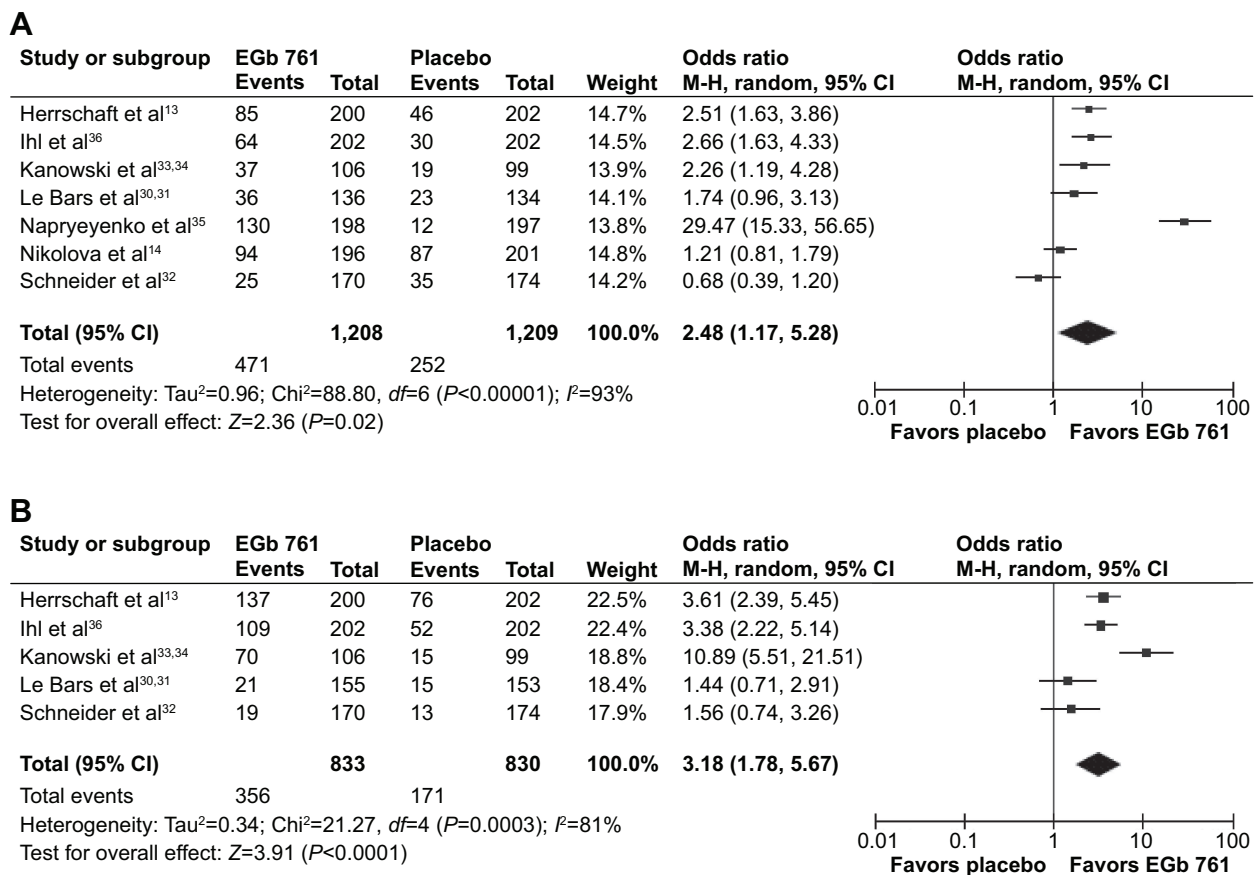 A
Study or subgroup EGb 761 Placebo Odds ratio Odds ratio
Events Total Events Total Weight M-H, random, 95% CI M-H, random, 95% CI
Herrschaft et al¹³ 85 200 46 202 14.7% 2.51 (1.63, 3.86)
Ihl et al³⁶ 64 202 30 202 14.5% 2.66 (1.63, 4.33)
Kanowski et al³³,³⁴ 37 106 19 99 13.9% 2.26 (1.19, 4.28)
Le Bars et al³⁰,³¹ 36 136 23 134 14.1% 1.74 (0.96, 3.13)
Napryeyenko et al³⁵ 130 198 12 197 13.8% 29.47 (15.33, 56.65)
Nikolova et al¹⁴ 94 196 87 201 14.8% 1.21 (0.81, 1.79)
Schneider et al³² 25 170 35 174 14.2% 0.68 (0.39, 1.20)
Total (95% CI) 1,208 1,209 100.0% 2.48 (1.17, 5.28)
Total events 471 252
Heterogeneity: Tau²=0.96; Chi²=88.80, df=6 (P<0.00001); I²=93%
Test for overall effect: Z=2.36 (P=0.02)
0.01 0.1 1 10 100
Favors placebo Favors EGb 761
B
Study or subgroup EGb 761 Placebo Odds ratio Odds ratio
Events Total Events Total Weight M-H, random, 95% CI M-H, random, 95% CI
Herrschaft et al¹³ 137 200 76 202 22.5% 3.61 (2.39, 5.45)
Ihl et al³⁶ 109 202 52 202 22.4% 3.38 (2.22, 5.14)
Kanowski et al³³,³⁴ 70 106 15 99 18.8% 10.89 (5.51, 21.51)
Le Bars et al³⁰,³¹ 21 155 15 153 18.4% 1.44 (0.71, 2.91)
Schneider et al³² 19 170 13 174 17.9% 1.56 (0.74, 3.26)
Total (95% CI) 833 830 100.0% 3.18 (1.78, 5.67)
Total events 356 171
Heterogeneity: Tau²=0.34; Chi²=21.27, df=4 (P=0.0003); I²=81%
Test for overall effect: Z=3.91 (P<0.0001)
0.01 0.1 1 10 100
Favors placebo Favors EGb 761